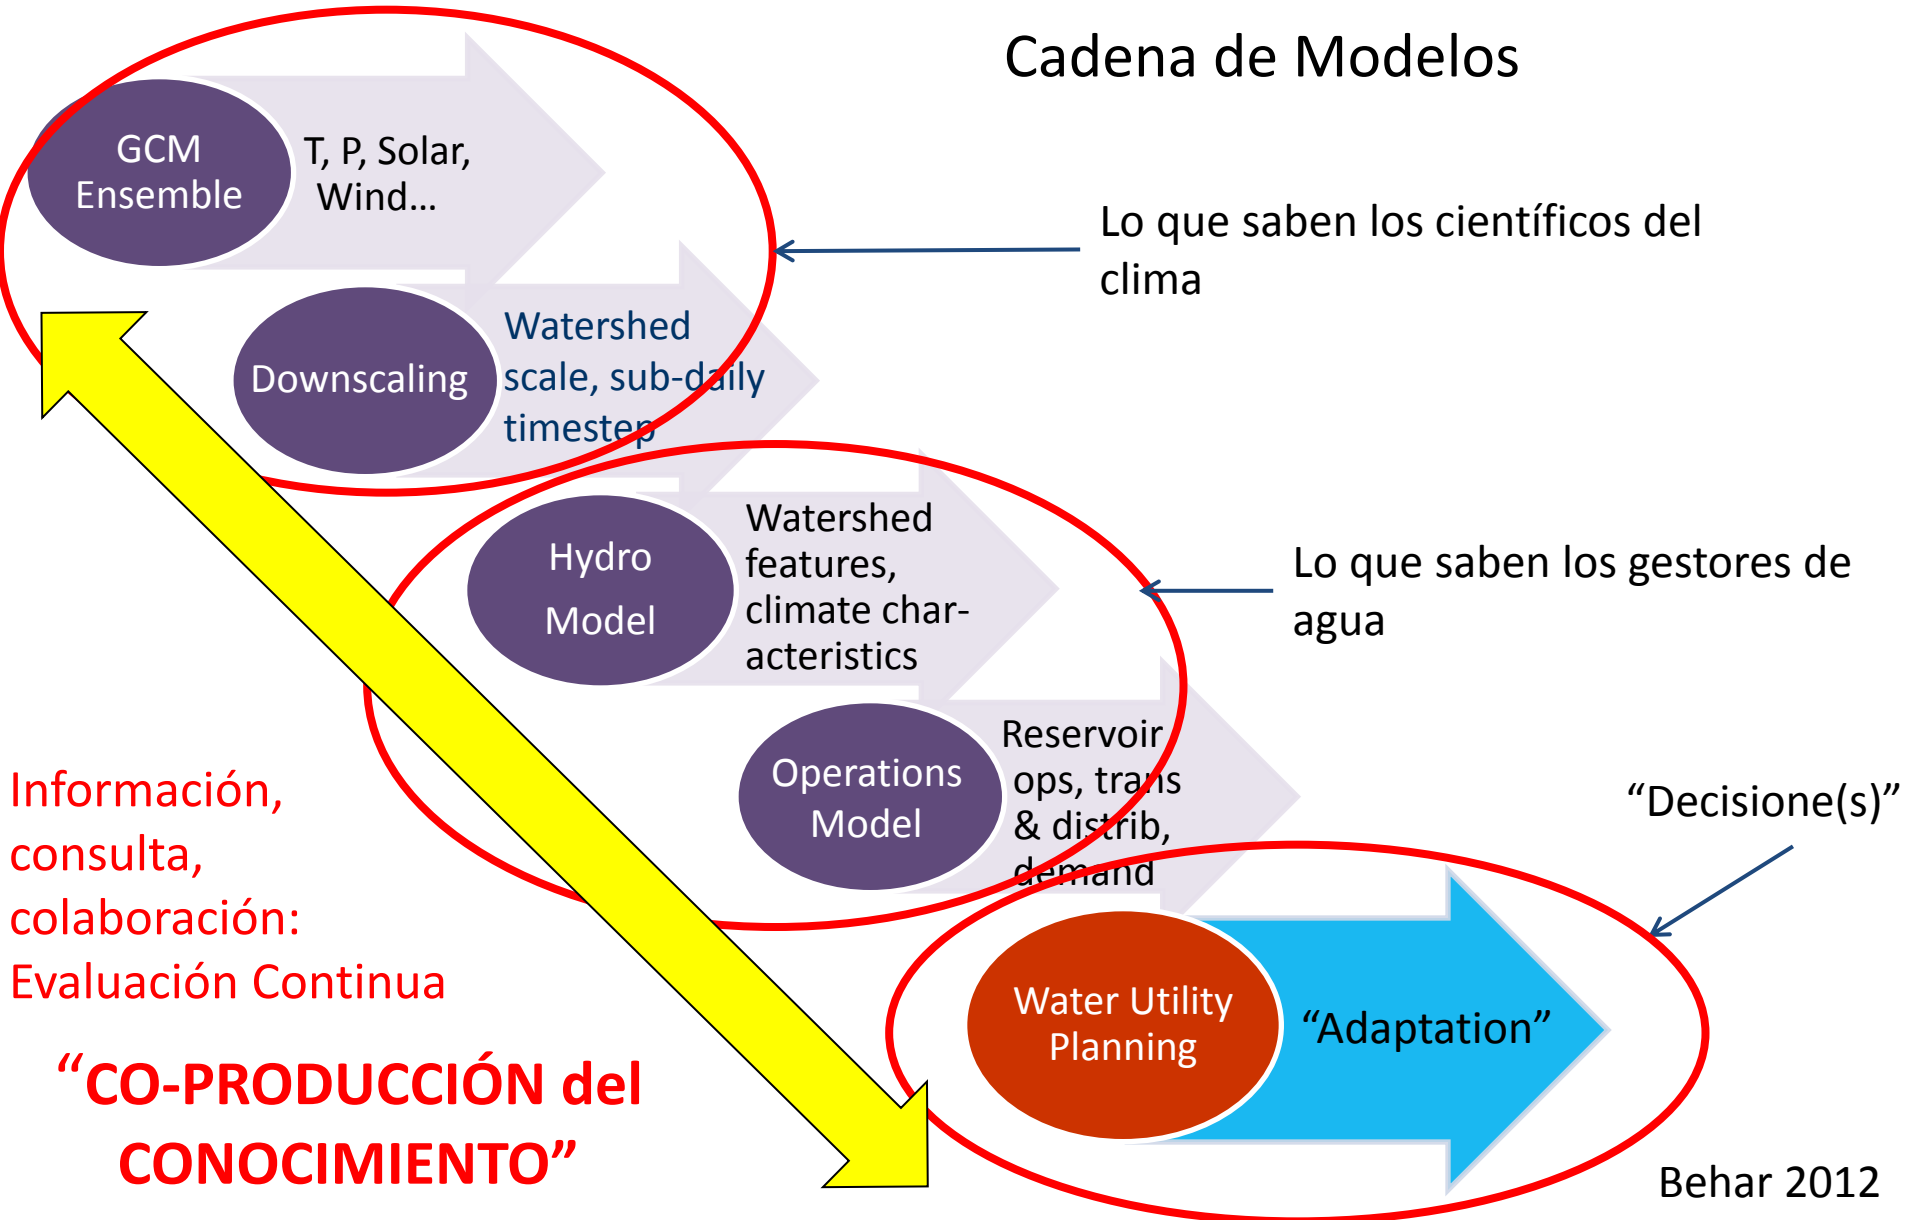 Cadena de Modelos
GCM
Ensemble
T, P, Solar,
Wind...
Lo que saben los científicos del
clima
Downscaling
Watershed
scale, sub-daily
timestep
Hydro
Model
Watershed
features,
climate char-
acteristics
Lo que saben los gestores de
agua
Operations
Model
Reservoir
ops, trans
& distrib,
demand
“Decisione(s)”
Información,
consulta,
colaboración:
Evaluación Continua
“CO-PRODUCCIÓN del
CONOCIMIENTO”
Water Utility
Planning
“Adaptation”
Behar 2012